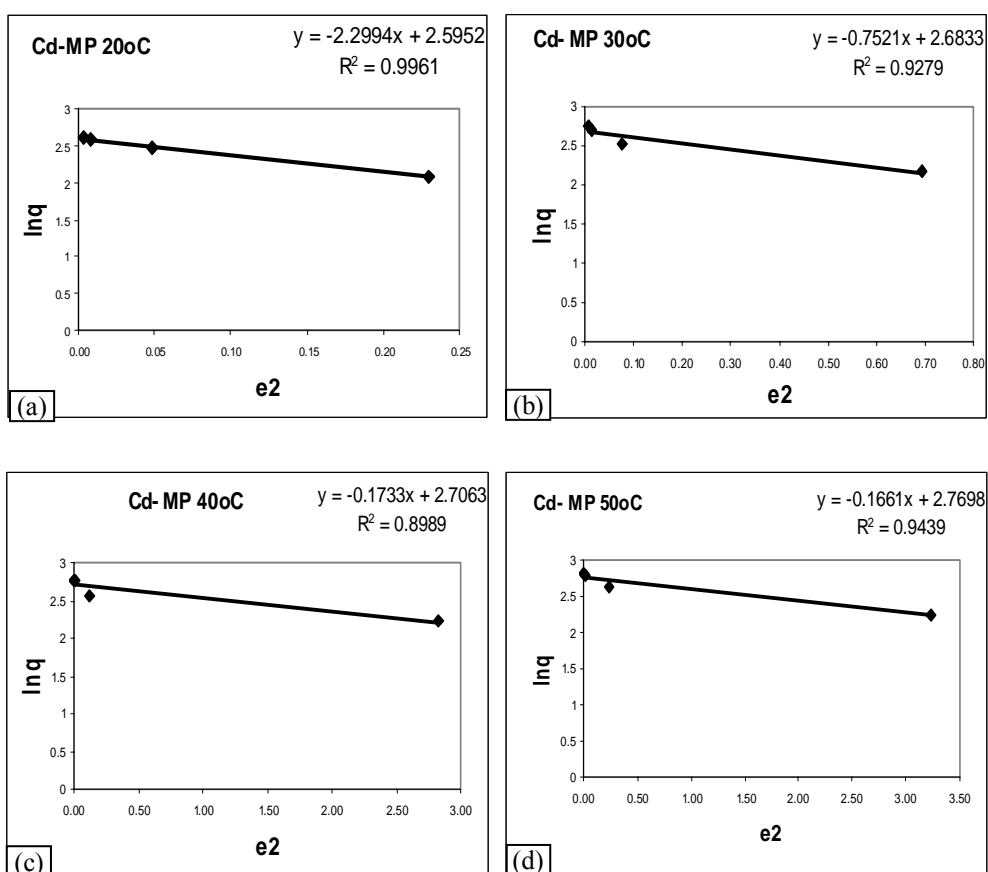 Cd-MP 20oC
y = -2.2994x + 2.5952
R² = 0.9961
3
2.5
2
1.5
1
0.5
0
0.00 0.05 0.10 0.15 0.20 0.25
lnq
e2
(a)
Cd- MP 30oC
y = -0.7521x + 2.6833
R² = 0.9279
3
2.5
2
1.5
1
0.5
0
0.00 0.10 0.20 0.30 0.40 0.50 0.60 0.70 0.80
lnq
e2
(b)
Cd- MP 40oC
y = -0.1733x + 2.7063
R² = 0.8989
3
2.5
2
1.5
1
0.5
0
0.00 0.50 1.00 1.50 2.00 2.50 3.00
lnq
e2
(c)
Cd- MP 50oC
y = -0.1661x + 2.7698
R² = 0.9439
3
2.5
2
1.5
1
0.5
0
0.00 0.50 1.00 1.50 2.00 2.50 3.00 3.50
lnq
e2
(d)